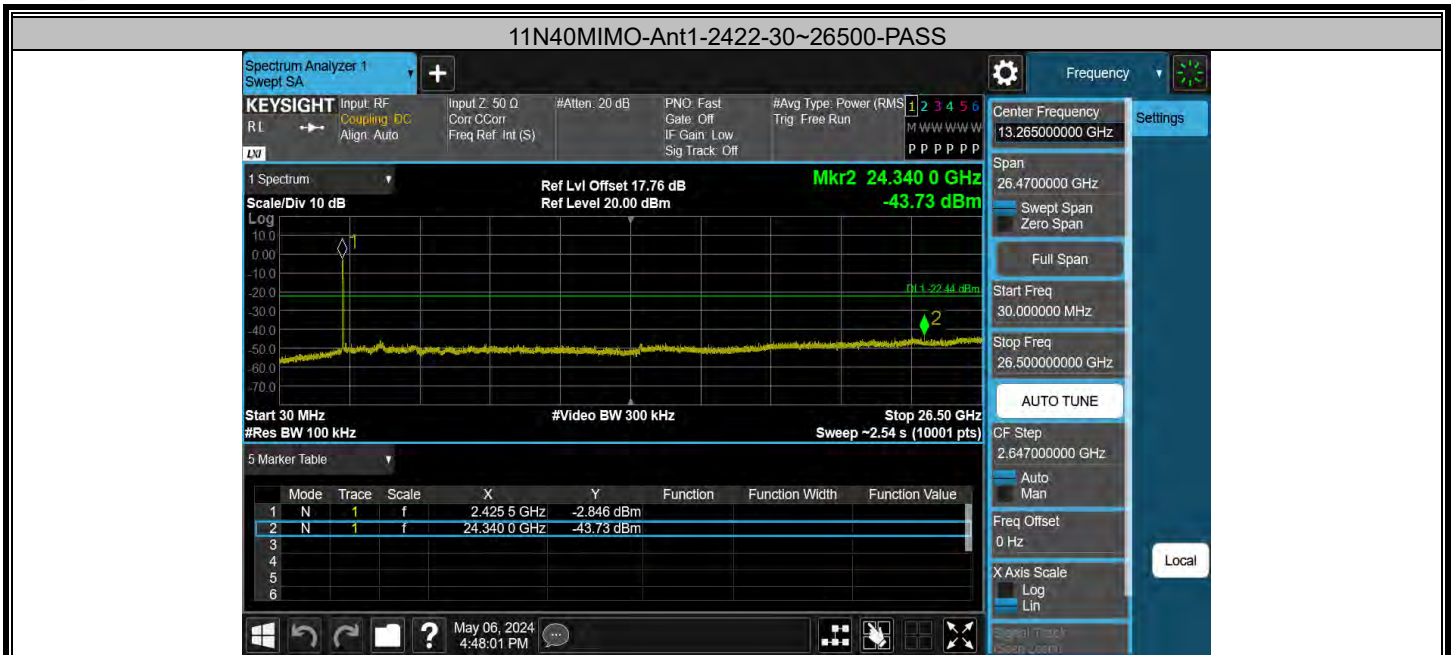 11N40MIMO-Ant1-2422-30~26500-PASS
Spectrum Analyzer 1
Swept SA
+
Frequency
KEYSIGHT
RL
LXI
Input: RF
Coupling: DC
Align: Auto
Input Z: 50 Ω
Corr CCorr
Freq Ref: Int (S)
#Atten: 20 dB
PNO: Fast
Gate: Off
IF Gain: Low
Sig Track: Off
#Avg Type: Power (RMS
Trig: Free Run
1 2 3 4 5 6
M W W W W W
P P P P P P
Center Frequency
13.265000000 GHz
Settings
Span
26.4700000 GHz
Swept Span
Zero Span
Full Span
Start Freq
30.000000 MHz
Stop Freq
26.500000000 GHz
AUTO TUNE
CF Step
2.647000000 GHz
Auto
Man
Freq Offset
0 Hz
X Axis Scale
Log
Lin
Signal Track
(Span Zoom)
Local
1 Spectrum
Scale/Div 10 dB
Ref Lvl Offset 17.76 dB
Ref Level 20.00 dBm
Mkr2 24.340 0 GHz
-43.73 dBm
Log
10.0
0.00
-10.0
-20.0
-30.0
-40.0
-50.0
-60.0
-70.0
1
DL1 -22.44 dBm
2
Start 30 MHz
#Video BW 300 kHz
Stop 26.50 GHz
#Res BW 100 kHz
Sweep ~2.54 s (10001 pts)
5 Marker Table
Mode Trace Scale X Y Function Function Width Function Value
1 N 1 f 2.425 5 GHz -2.846 dBm
2 N 1 f 24.340 0 GHz -43.73 dBm
3
4
5
6
?
May 06, 2024
4:48:01 PM